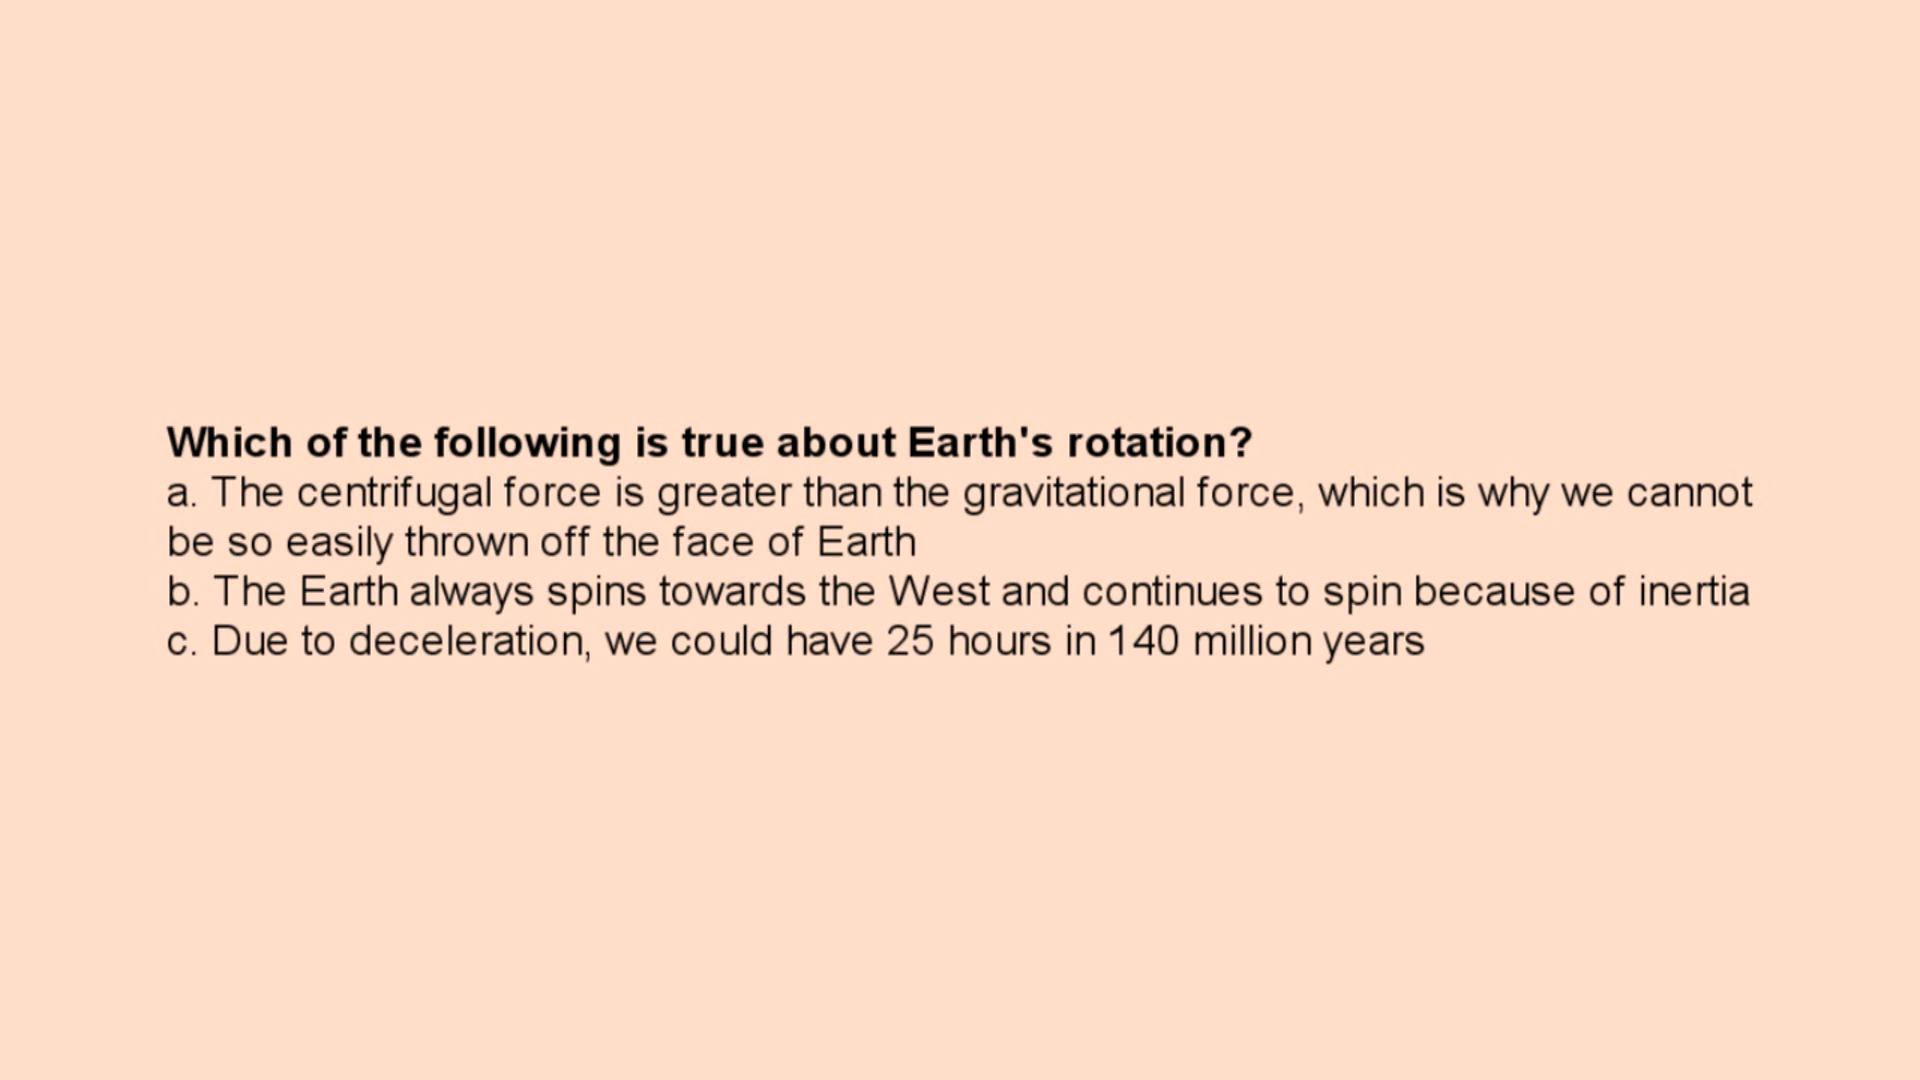 Which of the following is true about Earth's rotation?
a. The centrifugal force is greater than the gravitational force, which is why we cannot
be so easily thrown off the face of Earth
b. The Earth always spins towards the West and continues to spin because of inertia
c. Due to deceleration, we could have 25 hours in 140 million years